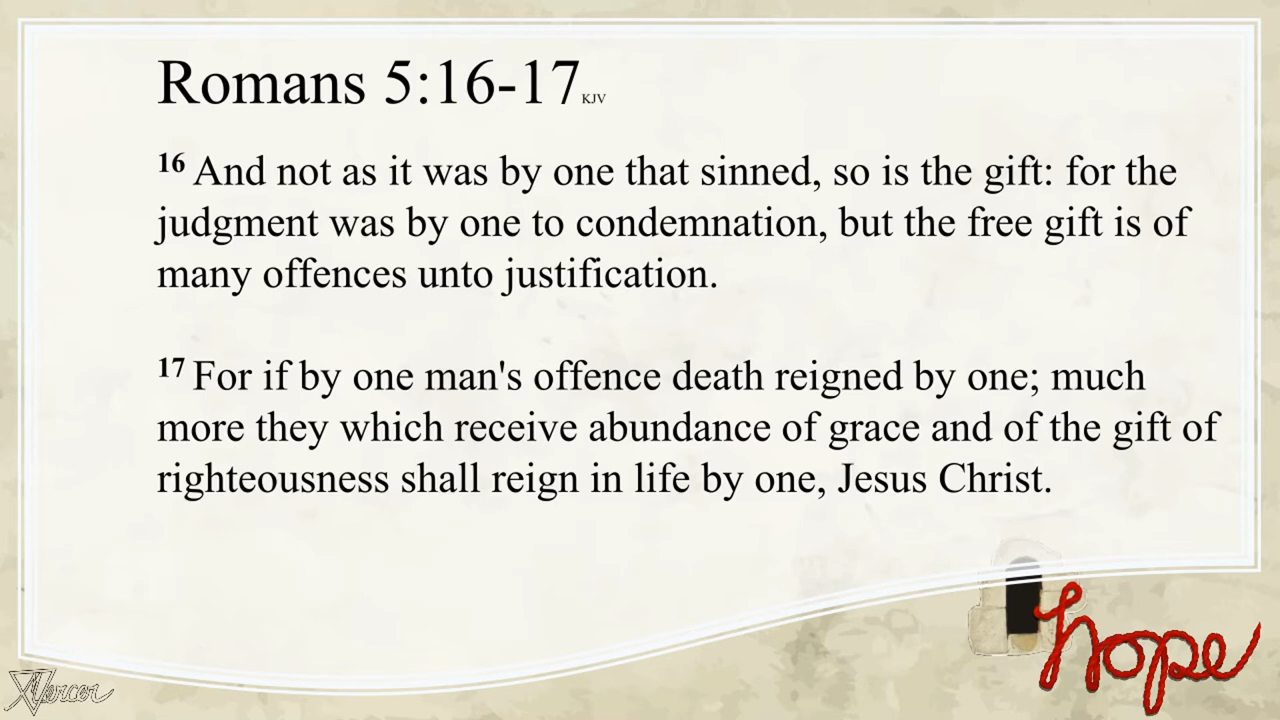 Romans 5:16-17 KJV
16 And not as it was by one that sinned, so is the gift: for the
judgment was by one to condemnation, but the free gift is of
many offences unto justification.
17 For if by one man's offence death reigned by one; much
more they which receive abundance of grace and of the gift of
righteousness shall reign in life by one, Jesus Christ.
hope